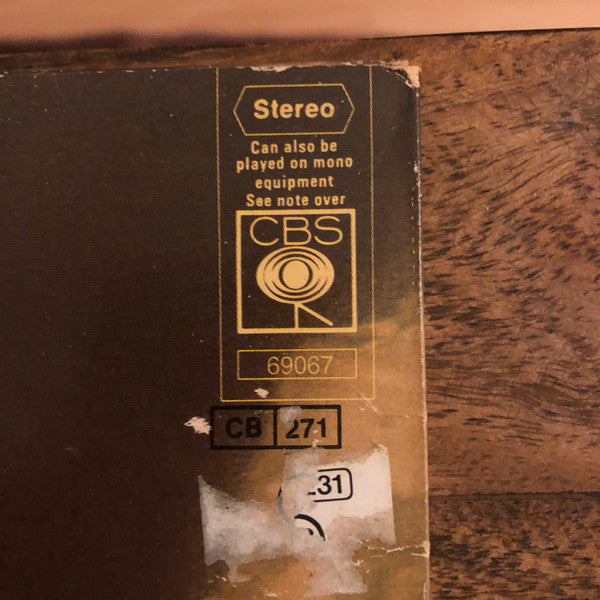 Stereo
Can also be
played on mono
equipment
See note over
CBS
69067
CB 271
.31